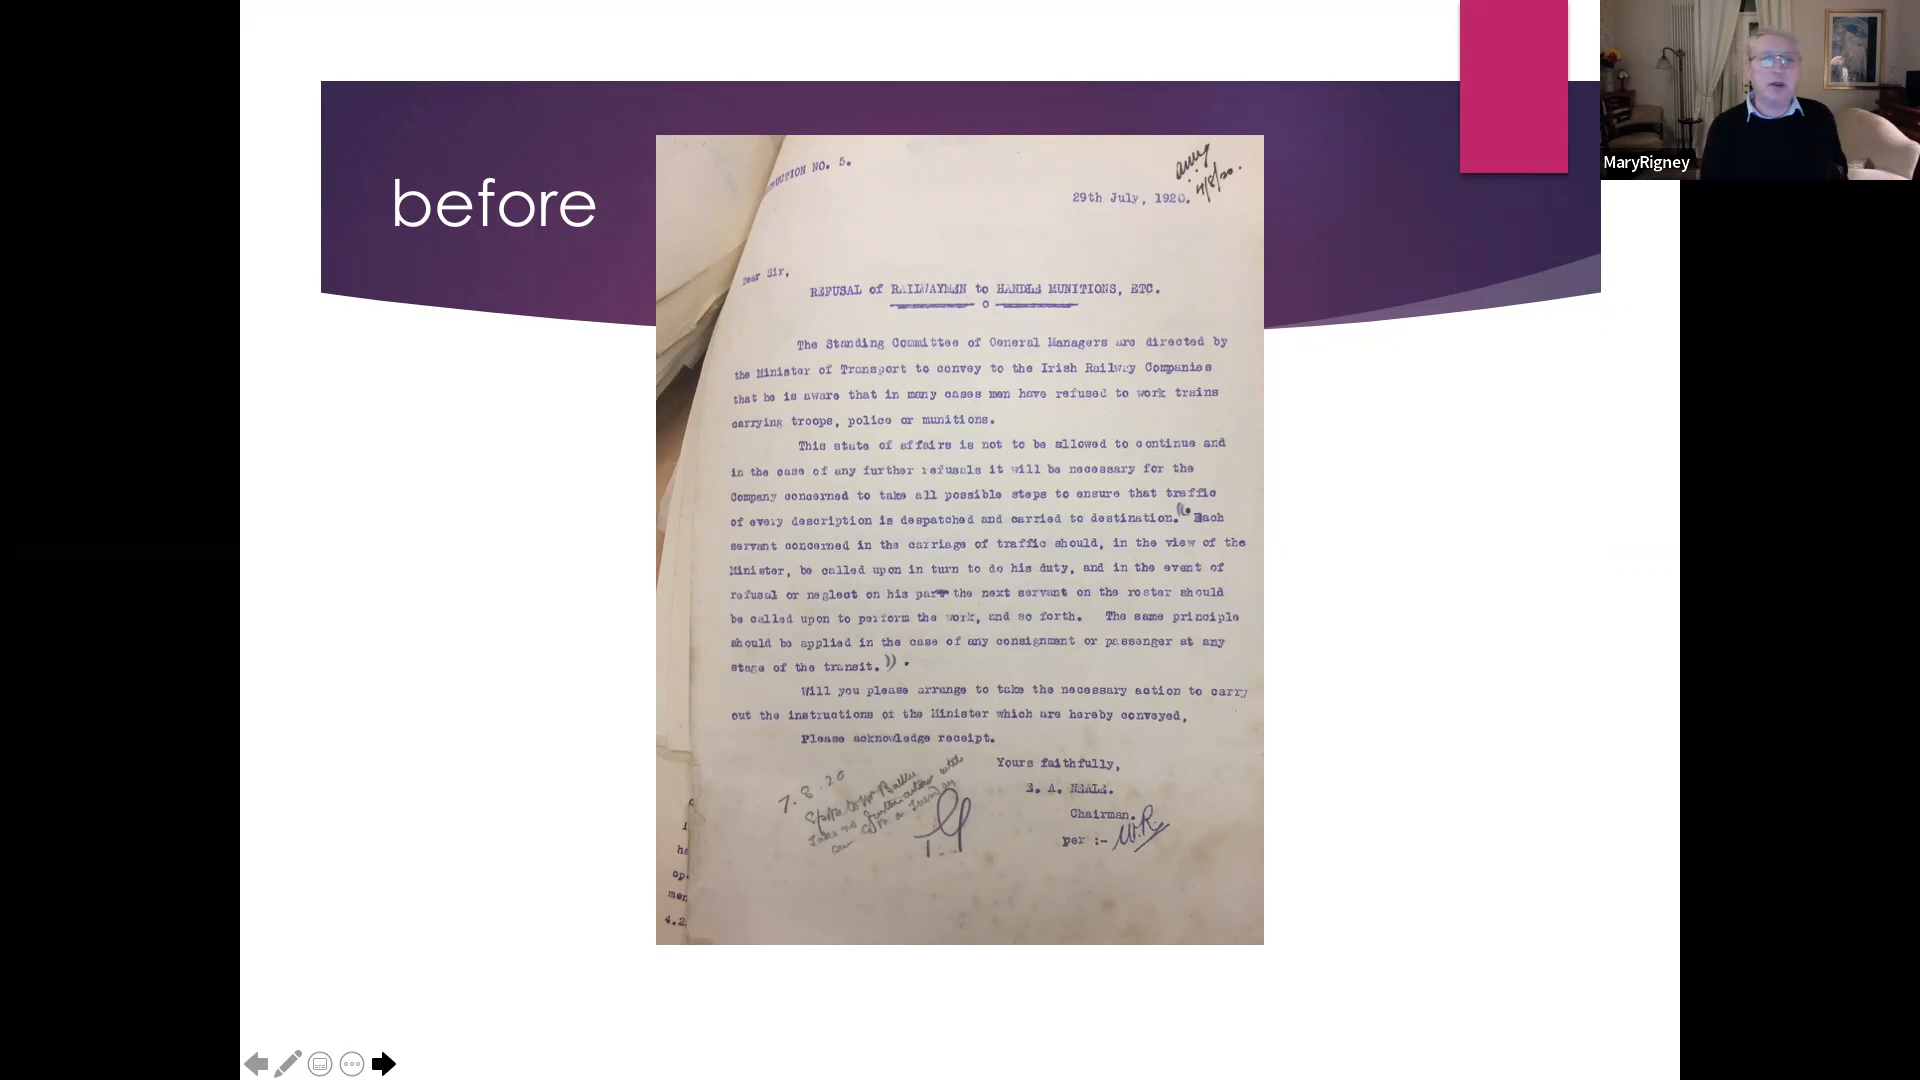 before
MaryRigney
NO. 5.
4/8/20.
29th July, 1920.
Dear Sir,
REFUSAL of RAILWAYMEN to HANDLE MUNITIONS, ETC.
The Standing Committee of General Managers are directed by
the Minister of Transport to convey to the Irish Railway Companies
that he is aware that in many cases men have refused to work trains
carrying troops, police or munitions.
This state of affairs is not to be allowed to continue and
in the case of any further refusals it will be necessary for the
Company concerned to take all possible steps to ensure that traffic
of every description is despatched and carried to destination. Each
servant concerned in the carriage of traffic should, in the view of the
Minister, be called upon in turn to do his duty, and in the event of
refusal or neglect on his part the next servant on the roster should
be called upon to perform the work, and so forth. The same principle
should be applied in the case of any consignment or passenger at any
stage of the transit.
Will you please arrange to take the necessary action to carry
out the instructions of the Minister which are hereby conveyed,
Please acknowledge receipt.
Yours faithfully,
E. A. NEALE.
Chairman.
per :- W.R.
7.8.20
ha
op
men
4.2